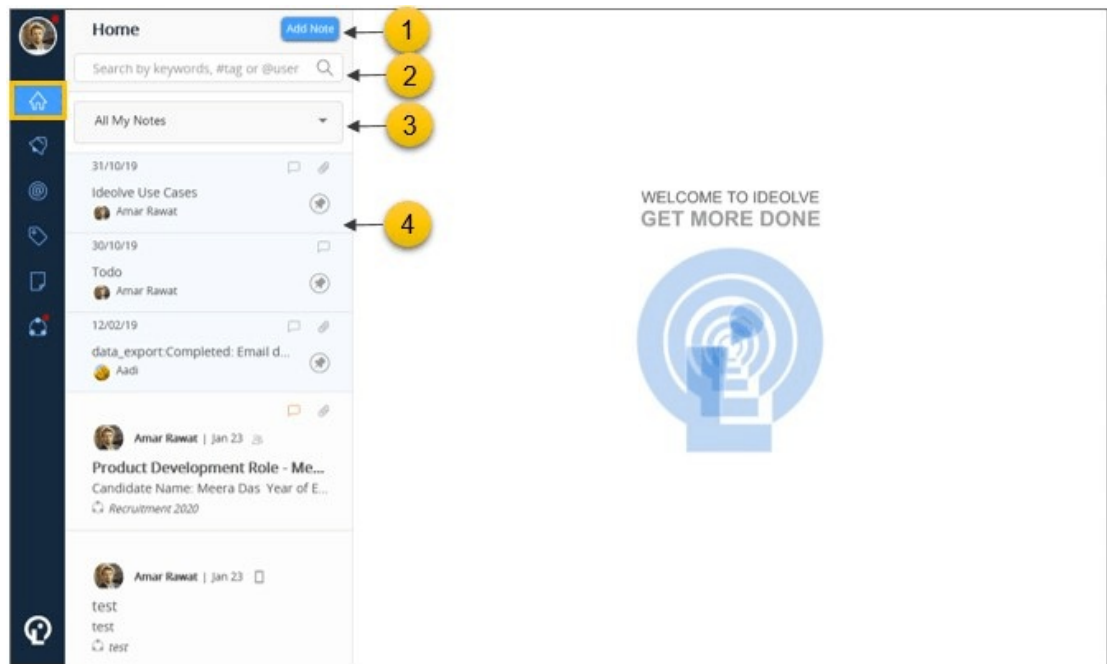 Home
Add Note
1
Search by keywords, #tag or @user
2
All My Notes
3
31/10/19
Ideolve Use Cases
Amar Rawat
4
30/10/19
Todo
Amar Rawat
12/02/19
data_export:Completed: Email d...
Aadi
Amar Rawat | Jan 23
Product Development Role - Me...
Candidate Name: Meera Das Year of E...
Recruitment 2020
Amar Rawat | Jan 23
test
test
test
WELCOME TO IDEOLVE
GET MORE DONE